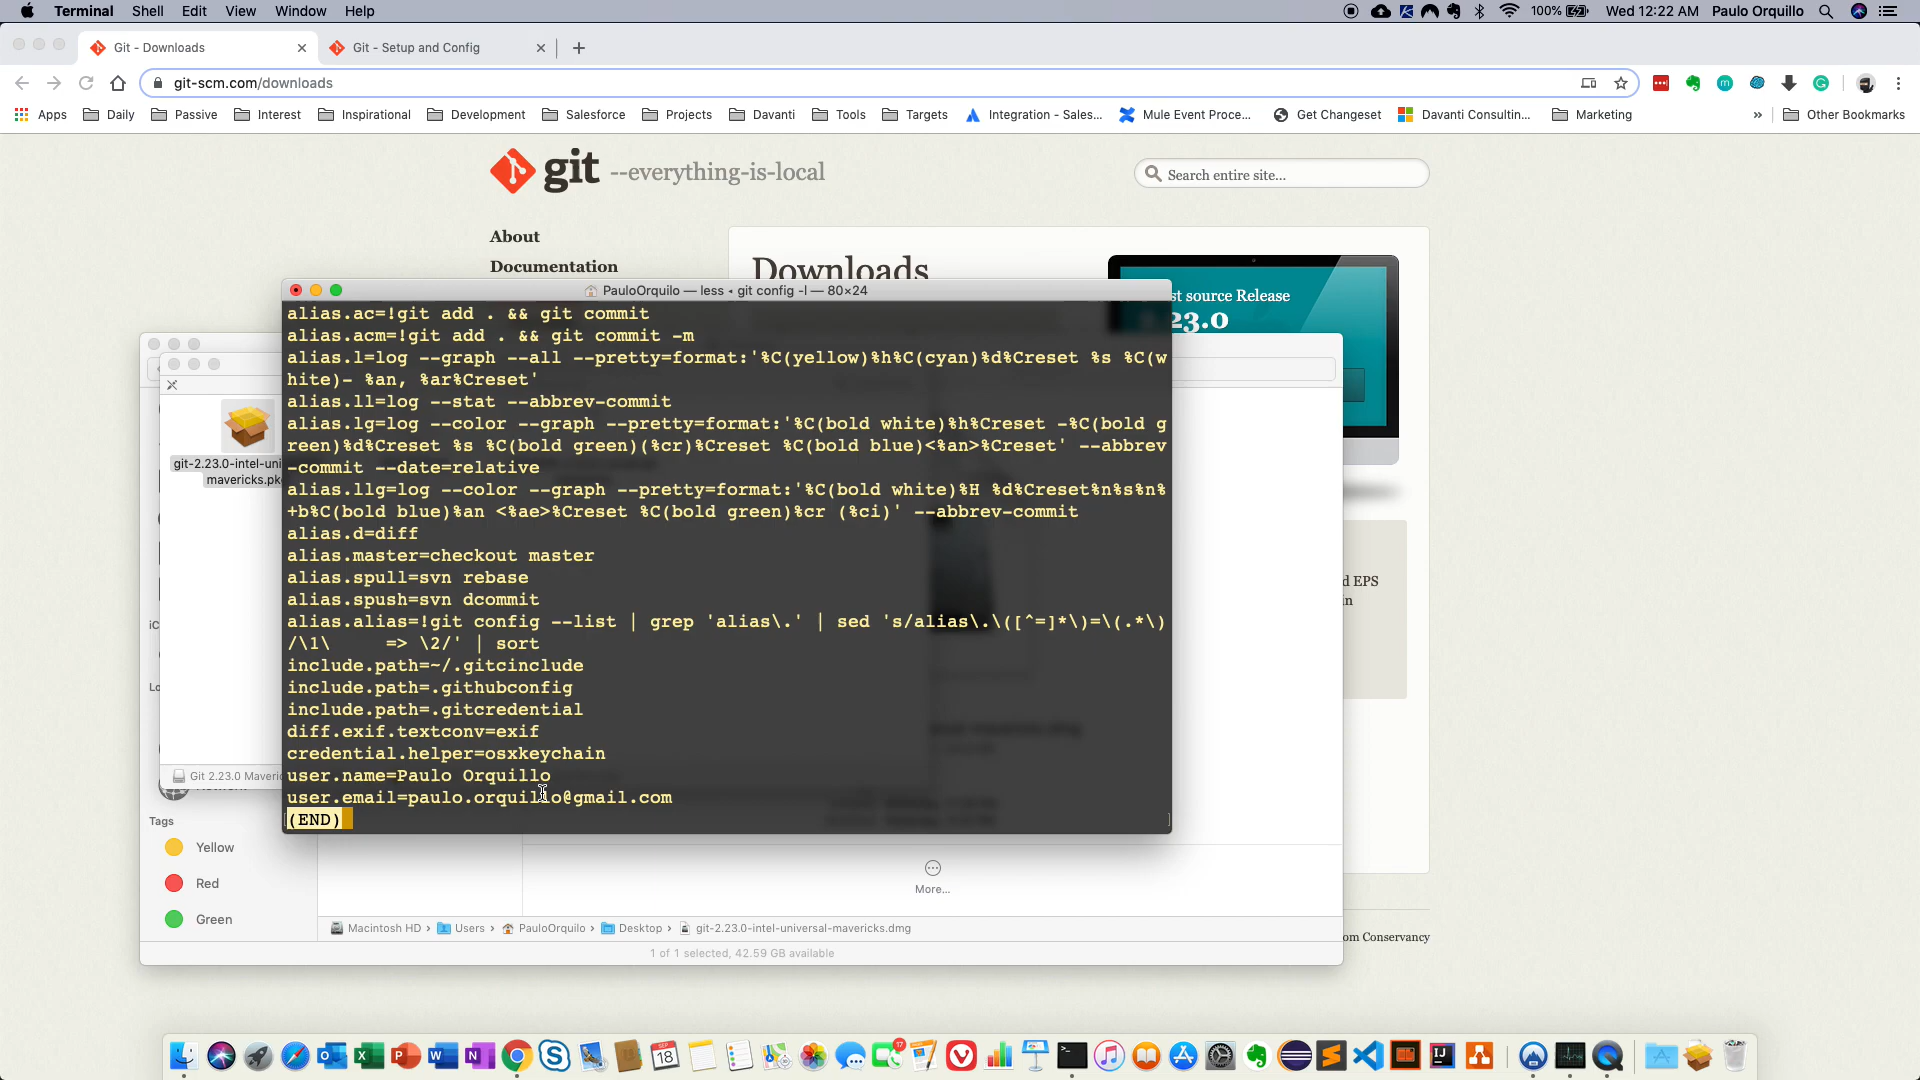 Terminal Shell Edit View Window Help 100% Wed 12:22 AM Paulo Orquillo
Git - Downloads Git - Setup and Config
git-scm.com/downloads
Apps Daily Passive Interest Inspirational Development Salesforce Projects Davanti Tools Targets Integration - Sales... Mule Event Proce... Get Changeset Davanti Consultin... Marketing » Other Bookmarks
git --everything-is-local
Search entire site...
About
Documentation
Downloads
st source Release
.23.0
PauloOrquilo — less ◂ git config -l — 80×24
alias.ac=!git add . && git commit
alias.acm=!git add . && git commit -m
alias.l=log --graph --all --pretty=format:'%C(yellow)%h%C(cyan)%d%Creset %s %C(w
hite)- %an, %ar%Creset'
alias.ll=log --stat --abbrev-commit
alias.lg=log --color --graph --pretty=format:'%C(bold white)%h%Creset -%C(bold g
reen)%d%Creset %s %C(bold green)(%cr)%Creset %C(bold blue)<%an>%Creset' --abbrev
-commit --date=relative
alias.llg=log --color --graph --pretty=format:'%C(bold white)%H %d%Creset%n%s%n%
+b%C(bold blue)%an <%ae>%Creset %C(bold green)%cr (%ci)' --abbrev-commit
alias.d=diff
alias.master=checkout master
alias.spull=svn rebase
alias.spush=svn dcommit
alias.alias=!git config --list | grep 'alias\.' | sed 's/alias\.\([^=]*\)=\(.*\)
/\1\     => \2/' | sort
include.path=~/.gitcinclude
include.path=.githubconfig
include.path=.gitcredential
diff.exif.textconv=exif
credential.helper=osxkeychain
user.name=Paulo Orquillo
user.email=paulo.orquillo@gmail.com
(END)
git-2.23.0-intel-uni
mavericks.pk
iC
Lo
Git 2.23.0 Maveri
Tags
Yellow
Red
Green
d EPS
in
More...
Macintosh HD › Users › PauloOrquilo › Desktop › git-2.23.0-intel-universal-mavericks.dmg
1 of 1 selected, 42.59 GB available
om Conservancy
17
18